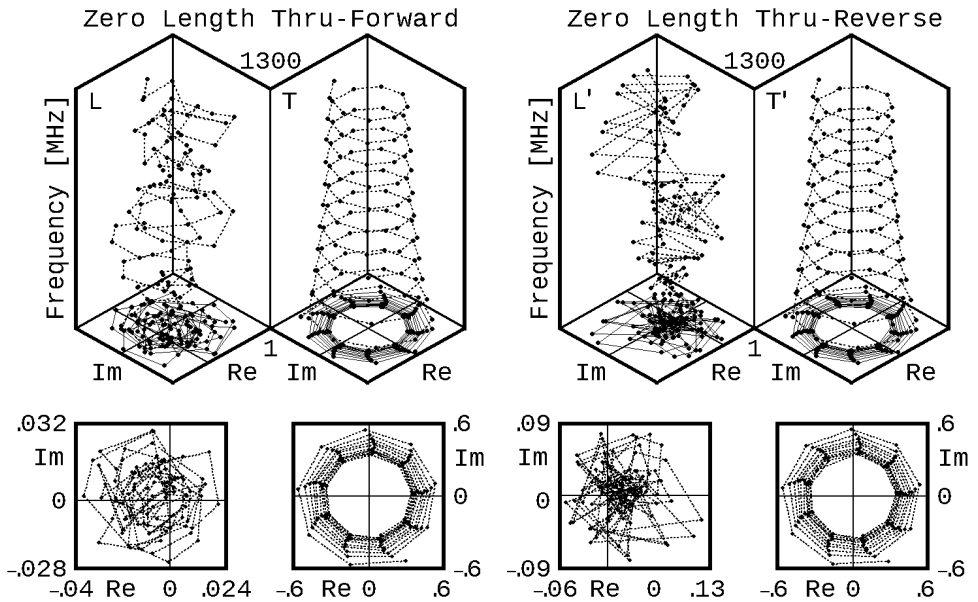 Zero Length Thru-Forward
Zero Length Thru-Reverse
1300
1300
L
T
L'
T'
Frequency [MHz]
Frequency [MHz]
1
1
Im
Re
Im
Re
Im
Re
Im
Re
.032
.6
.09
.6
Im
Im
Im
Im
0
0
0
0
-.028
-.6
-.09
-.6
-.04 Re 0 .024
-.6 Re 0 .6
-.06 Re 0 .13
-.6 Re 0 .6